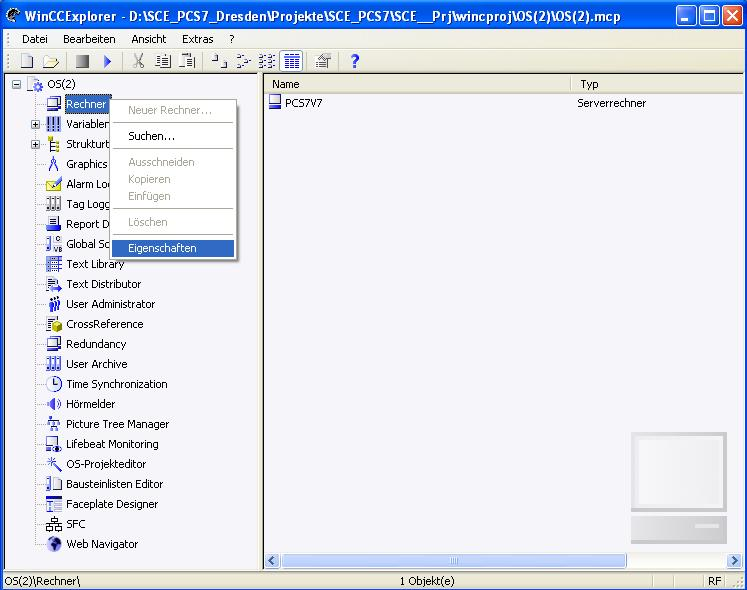 WinCCExplorer - D:\SCE_PCS7_Dresden\Projekte\SCE_PCS7\SCE__Prj\wincproj\OS(2)\OS(2).mcp
Datei Bearbeiten Ansicht Extras ?
OS(2)
Rechner
Variablen
Strukturt
Graphics
Alarm Lo
Tag Logg
Report D
Global Sc
Text Library
Text Distributor
User Administrator
CrossReference
Redundancy
User Archive
Time Synchronization
Hörmelder
Picture Tree Manager
Lifebeat Monitoring
OS-Projekteditor
Bausteinlisten Editor
Faceplate Designer
SFC
Web Navigator
Neuer Rechner...
Suchen...
Ausschneiden
Kopieren
Einfügen
Löschen
Eigenschaften
Name Typ
PCS7V7 Serverrechner
OS(2)\Rechner\ 1 Objekt(e) RF